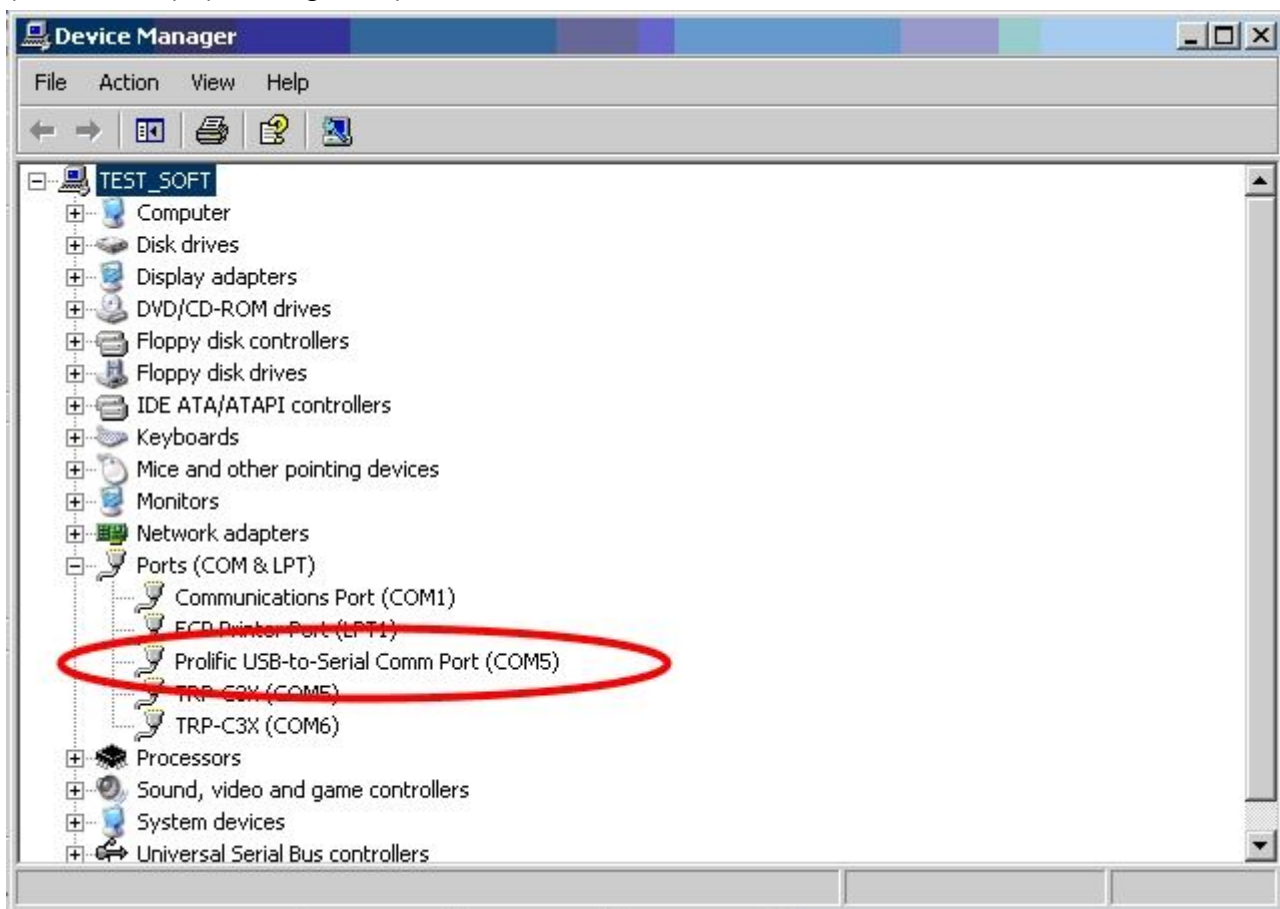 Device Manager
File Action View Help
TEST_SOFT
Computer
Disk drives
Display adapters
DVD/CD-ROM drives
Floppy disk controllers
Floppy disk drives
IDE ATA/ATAPI controllers
Keyboards
Mice and other pointing devices
Monitors
Network adapters
Ports (COM & LPT)
Communications Port (COM1)
ECP Printer Port (LPT1)
Prolific USB-to-Serial Comm Port (COM5)
TRP-C3X (COM5)
TRP-C3X (COM6)
Processors
Sound, video and game controllers
System devices
Universal Serial Bus controllers